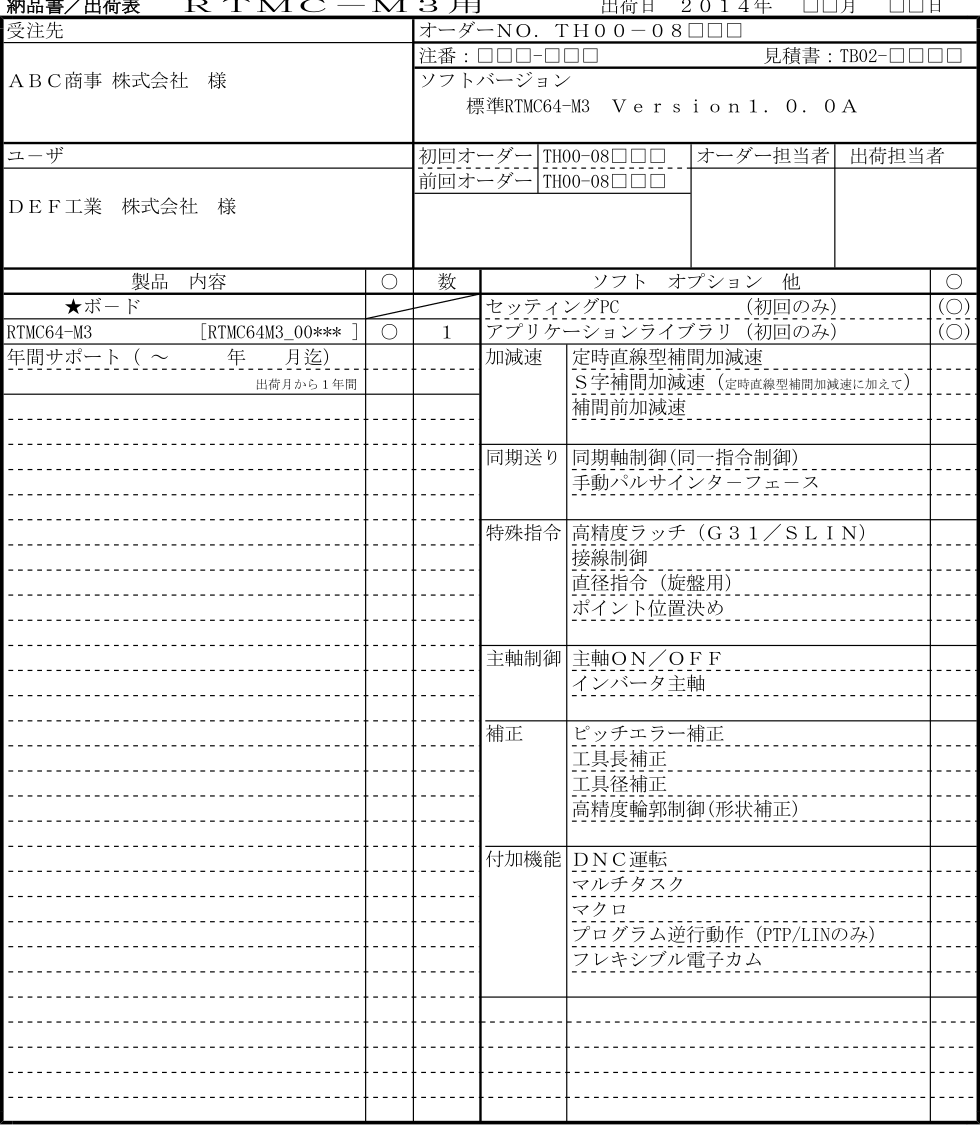 納品書／出荷表　ＲＴＭＣ－Ｍ３用　出荷日　２０１４年　□□月　□□日
受注先
ＡＢＣ商事 株式会社　様
オーダーNO. ＴＨ００－０８□□□
注番：□□□-□□□　見積書：TB02-□□□□
ソフトバージョン
標準RTMC64-M3　Ｖｅｒｓｉｏｎ１．０．０Ａ
ユーザ
ＤＥＦ工業　株式会社　様
初回オーダー TH00-08□□□
前回オーダー TH00-08□□□
オーダー担当者 出荷担当者
製品　内容 〇 数
★ボード
RTMC64-M3 [RTMC64M3_00*** ] 〇 1
年間サポート（ ～　　年　　月迄）
出荷月から１年間
ソフト　オプション　他 〇
セッティングPC （初回のみ） (〇)
アプリケーションライブラリ（初回のみ） (〇)
加減速 定時直線型補間加減速
Ｓ字補間加減速（定時直線型補間加減速に加えて）
補間前加減速
同期送り 同期軸制御(同一指令制御)
手動パルサインターフェース
特殊指令 高精度ラッチ（Ｇ３１／ＳＬＩＮ）
接線制御
直径指令（旋盤用）
ポイント位置決め
主軸制御 主軸ＯＮ／ＯＦＦ
インバータ主軸
補正 ピッチエラー補正
工具長補正
工具径補正
高精度輪郭制御(形状補正)
付加機能 ＤＮＣ運転
マルチタスク
マクロ
プログラム逆行動作（PTP/LINのみ）
フレキシブル電子カム